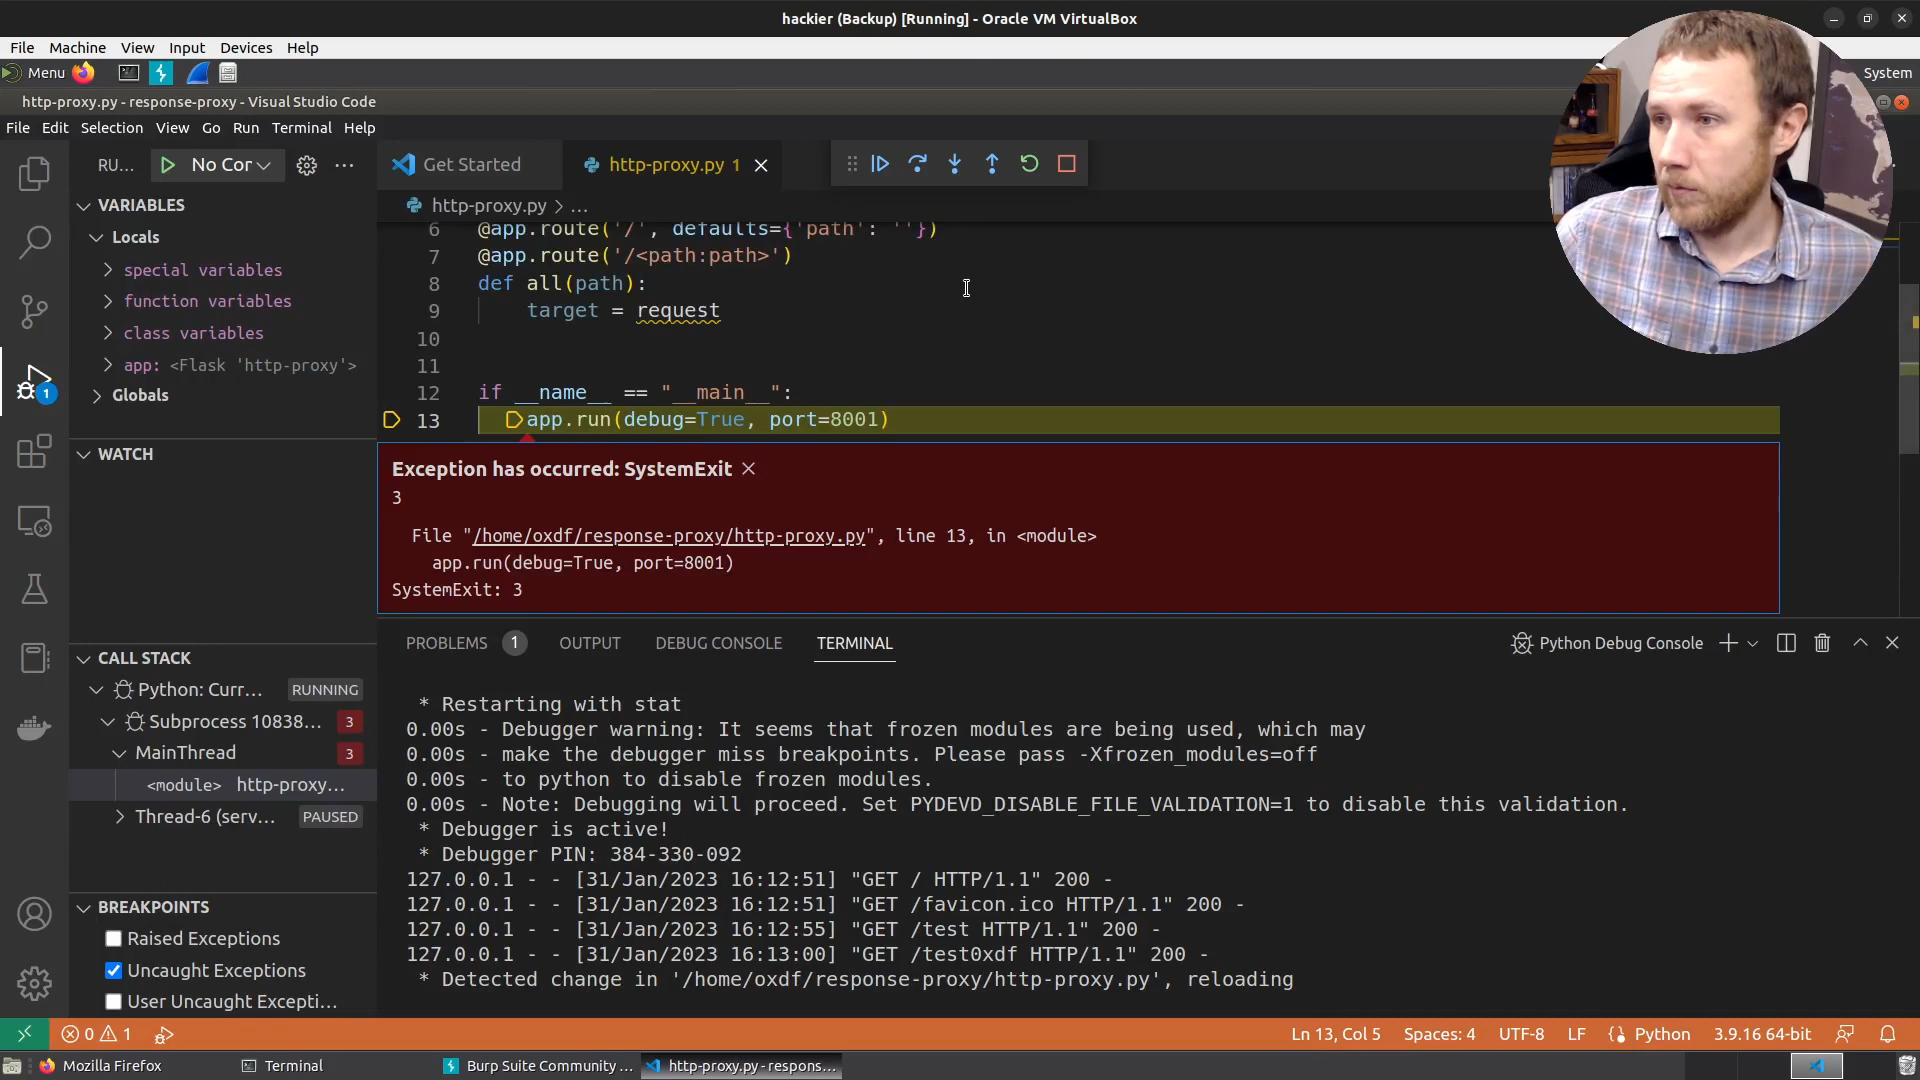 hackier (Backup) [Running] - Oracle VM VirtualBox
File Machine View Input Devices Help
Menu
System
http-proxy.py - response-proxy - Visual Studio Code
File Edit Selection View Go Run Terminal Help
RU... No Cor ...
Get Started
http-proxy.py 1
http-proxy.py > ...
VARIABLES
Locals
special variables
function variables
class variables
app: <Flask 'http-proxy'>
Globals
WATCH
6 @app.route('/', defaults={'path': ''})
7 @app.route('/<path:path>')
8 def all(path):
9 target = request
10
11
12 if __name__ == "__main__":
13 app.run(debug=True, port=8001)
Exception has occurred: SystemExit
3
File "/home/oxdf/response-proxy/http-proxy.py", line 13, in <module>
app.run(debug=True, port=8001)
SystemExit: 3
CALL STACK
Python: Curr... RUNNING
Subprocess 10838... 3
MainThread 3
<module> http-proxy...
Thread-6 (serv... PAUSED
BREAKPOINTS
Raised Exceptions
Uncaught Exceptions
User Uncaught Excepti...
1
PROBLEMS 1 OUTPUT DEBUG CONSOLE TERMINAL
Python Debug Console
* Restarting with stat
0.00s - Debugger warning: It seems that frozen modules are being used, which may
0.00s - make the debugger miss breakpoints. Please pass -Xfrozen_modules=off
0.00s - to python to disable frozen modules.
0.00s - Note: Debugging will proceed. Set PYDEVD_DISABLE_FILE_VALIDATION=1 to disable this validation.
* Debugger is active!
* Debugger PIN: 384-330-092
127.0.0.1 - - [31/Jan/2023 16:12:51] "GET / HTTP/1.1" 200 -
127.0.0.1 - - [31/Jan/2023 16:12:51] "GET /favicon.ico HTTP/1.1" 200 -
127.0.0.1 - - [31/Jan/2023 16:12:55] "GET /test HTTP/1.1" 200 -
127.0.0.1 - - [31/Jan/2023 16:13:00] "GET /test0xdf HTTP/1.1" 200 -
* Detected change in '/home/oxdf/response-proxy/http-proxy.py', reloading
0 1
Ln 13, Col 5 Spaces: 4 UTF-8 LF Python 3.9.16 64-bit
Mozilla Firefox Terminal Burp Suite Community ... http-proxy.py - respons...